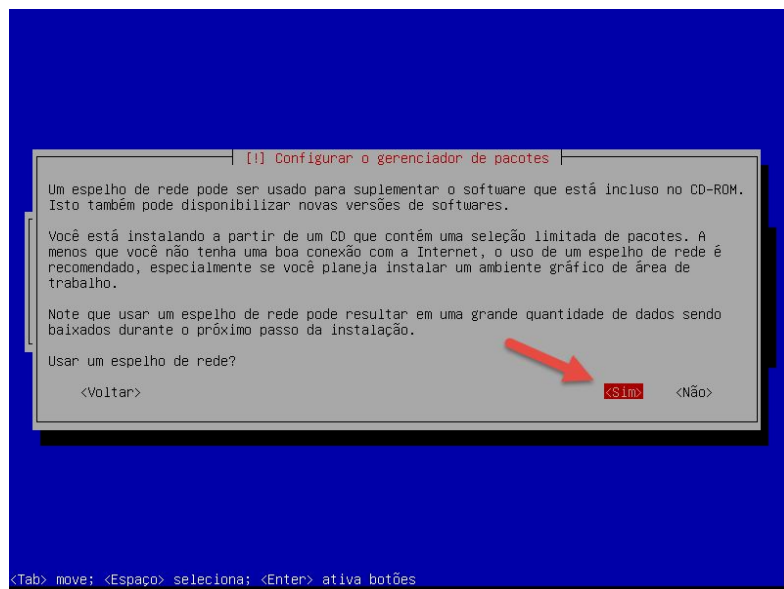 [!] Configurar o gerenciador de pacotes
Um espelho de rede pode ser usado para suplementar o software que está incluso no CD-ROM.
Isto também pode disponibilizar novas versões de softwares.
Você está instalando a partir de um CD que contém uma seleção limitada de pacotes. A
menos que você não tenha uma boa conexão com a Internet, o uso de um espelho de rede é
recomendado, especialmente se você planeja instalar um ambiente gráfico de área de
trabalho.
Note que usar um espelho de rede pode resultar em uma grande quantidade de dados sendo
baixados durante o próximo passo da instalação.
Usar um espelho de rede?
<Voltar> <Sim> <Não>
<Tab> move; <Espaço> seleciona; <Enter> ativa botões